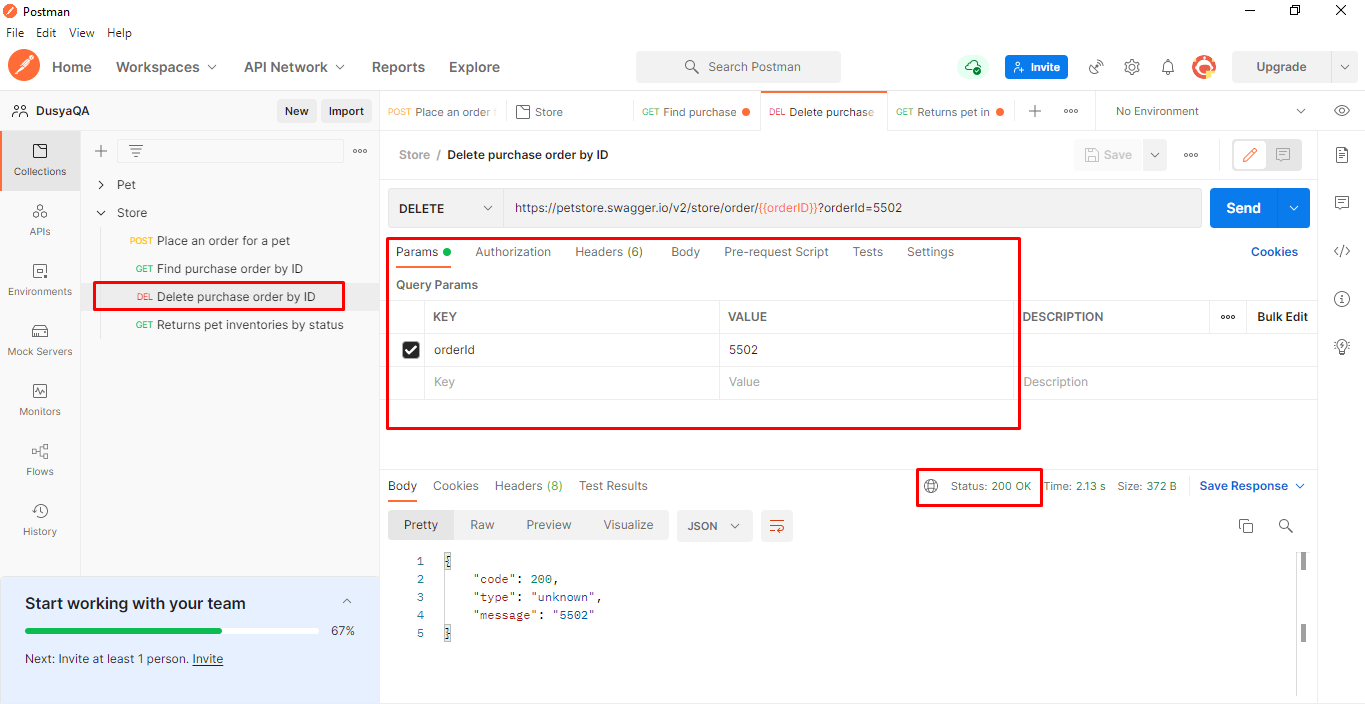 Postman
File Edit View Help
Home Workspaces API Network Reports Explore Search Postman Invite Upgrade
DusyaQA New Import
POST Place an order f Store GET Find purchase DEL Delete purchase GET Returns pet in No Environment
Collections
APIs
Environments
Mock Servers
Monitors
Flows
History
Pet
Store
POST Place an order for a pet
GET Find purchase order by ID
DEL Delete purchase order by ID
GET Returns pet inventories by status
Start working with your team
67%
Next: Invite at least 1 person. Invite
Store / Delete purchase order by ID Save
DELETE https://petstore.swagger.io/v2/store/order/{{orderID}}?orderId=5502 Send
Params Authorization Headers (6) Body Pre-request Script Tests Settings Cookies
Query Params
KEY VALUE DESCRIPTION Bulk Edit
orderId 5502
Key Value Description
Body Cookies Headers (8) Test Results Status: 200 OK Time: 2.13 s Size: 372 B Save Response
Pretty Raw Preview Visualize JSON
1 {
2 "code": 200,
3 "type": "unknown",
4 "message": "5502"
5 }